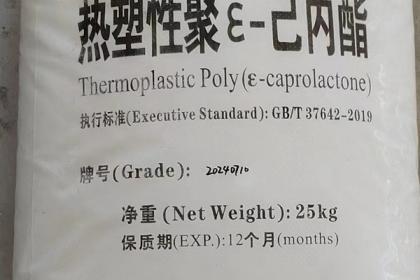 热塑性聚ε-己内酯
Thermoplastic Poly(ε-caprolactone)
执行标准(Executive Standard): GB/T 37642-2019
牌号(Grade): 20240710
净重 (Net Weight): 25kg
保质期(EXP.): 12个月(months)